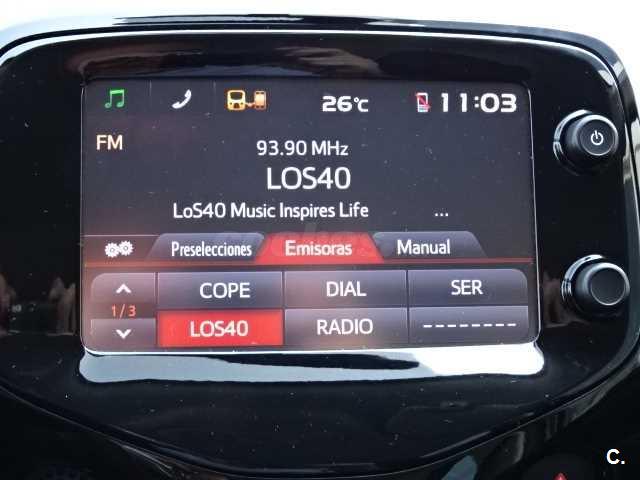 26°C 11:03
FM
93.90 MHz
LOS40
LoS40 Music Inspires Life ...
Preselecciones Emisoras Manual
COPE DIAL SER
1/3
LOS40 RADIO --------
C.